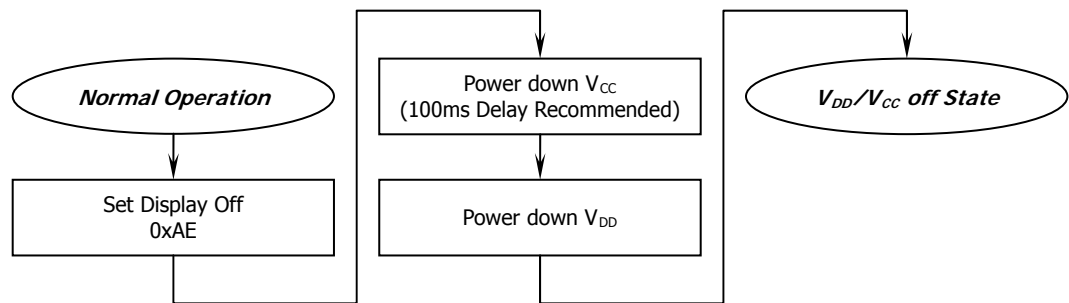 Normal Operation
Set Display Off
0xAE
Power down VCC
(100ms Delay Recommended)
Power down VDD
VDD/VCC off State